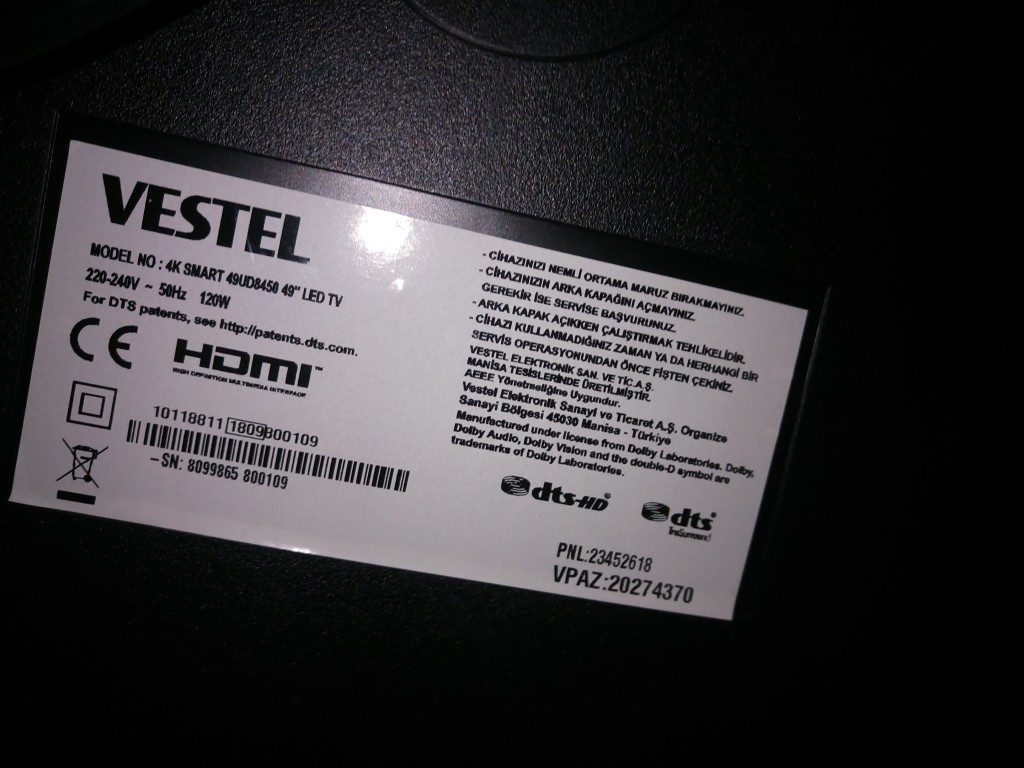 VESTEL
MODEL NO : 4K SMART 49UD8450 49" LED TV
220-240V ~ 50Hz 120W
For DTS patents, see http://patents.dts.com.
CE
HDMI™
HIGH DEFINITION MULTIMEDIA INTERFACE
10118811 1809800109
-SN: 8099865 800109
- CİHAZINIZI NEMLİ ORTAMA MARUZ BIRAKMAYINIZ.
- CİHAZINIZIN ARKA KAPAĞINI AÇMAYINIZ.
GEREKİR İSE SERVİSE BAŞVURUNUZ.
- ARKA KAPAK AÇIKKEN ÇALIŞTIRMAK TEHLİKELİDİR.
- CİHAZI KULLANMADIĞINIZ ZAMAN YA DA HERHANGİ BİR
SERVİS OPERASYONUNDAN ÖNCE FİŞTEN ÇEKİNİZ.
VESTEL ELEKTRONİK SAN. VE TİC.A.Ş.
MANİSA TESİSLERİNDE ÜRETİLMİŞTİR.
AEEE Yönetmeliğine Uygundur.
Vestel Elektronik Sanayi ve Ticaret A.Ş. Organize
Sanayi Bölgesi 45030 Manisa - Türkiye
Manufactured under license from Dolby Laboratories. Dolby,
Dolby Audio, Dolby Vision and the double-D symbol are
trademarks of Dolby Laboratories.
dts-HD®
dts®
TruSurround
PNL:23452618
VPAZ:20274370